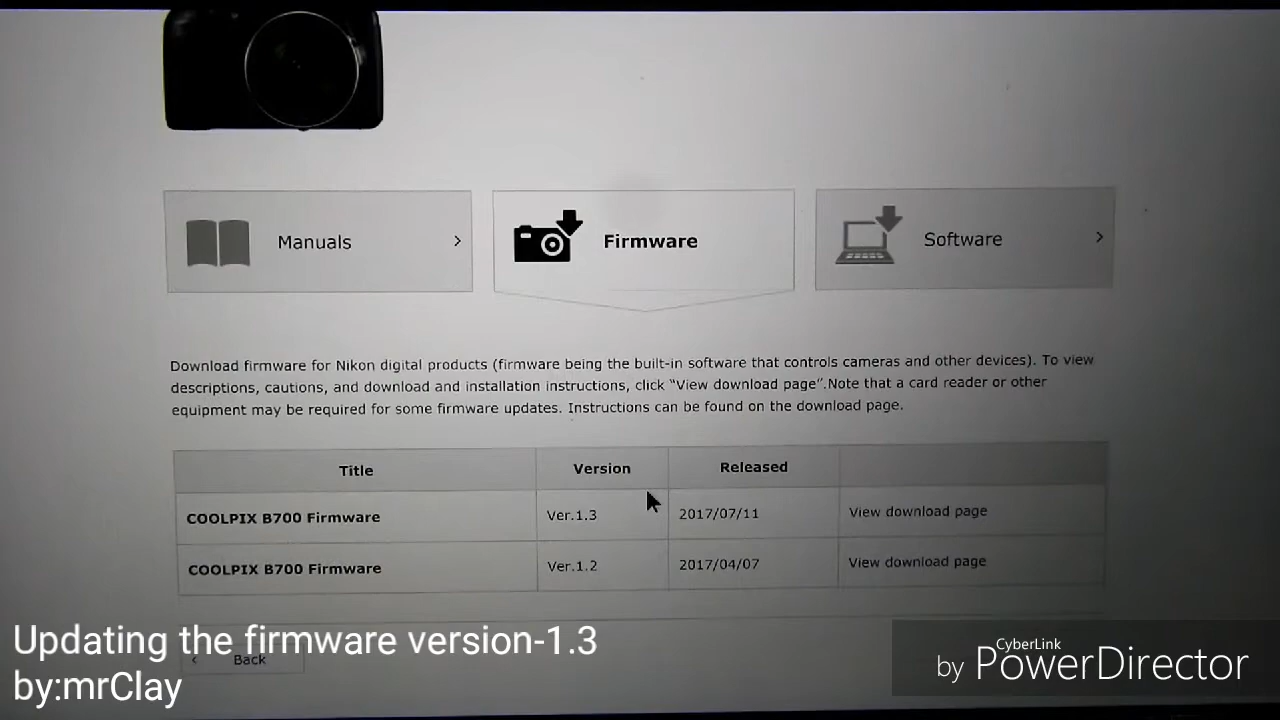 Manuals
Firmware
Software
Download firmware for Nikon digital products (firmware being the built-in software that controls cameras and other devices). To view
descriptions, cautions, and download and installation instructions, click "View download page".Note that a card reader or other
equipment may be required for some firmware updates. Instructions can be found on the download page.
Title Version Released
COOLPIX B700 Firmware Ver.1.3 2017/07/11 View download page
COOLPIX B700 Firmware Ver.1.2 2017/04/07 View download page
Back
Updating the firmware version-1.3
by:mrClay
by CyberLink PowerDirector